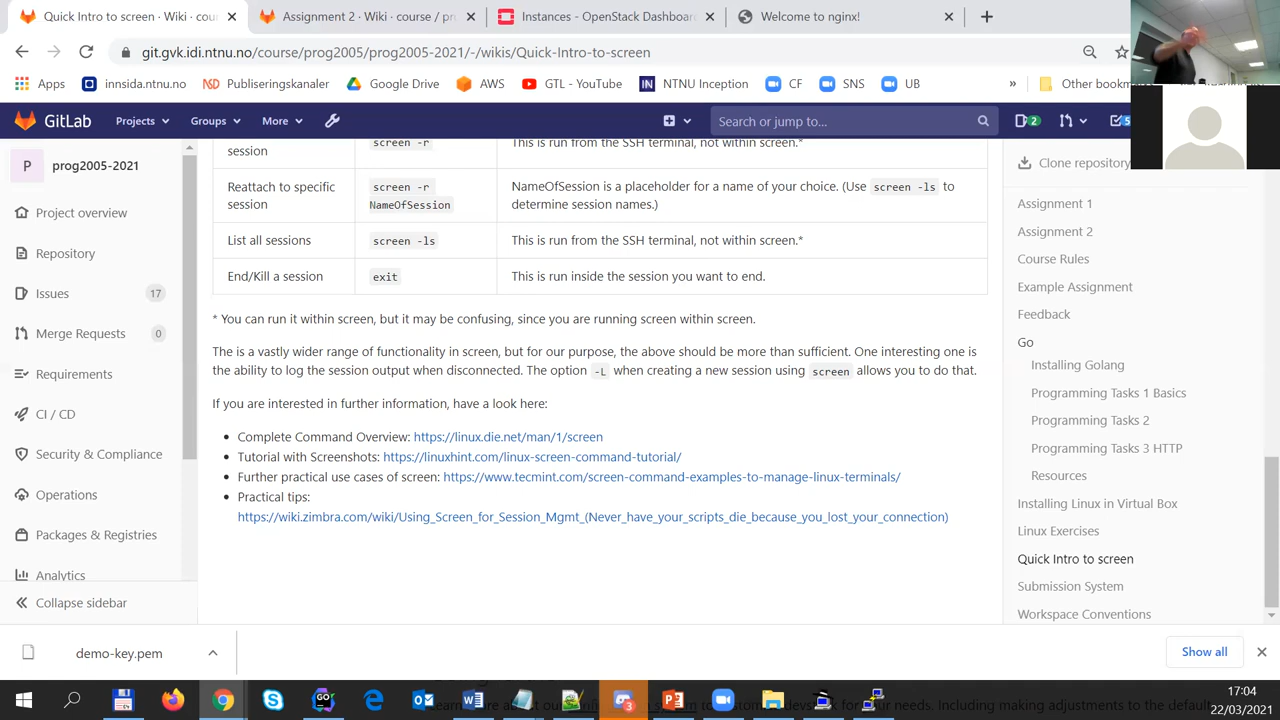 Quick Intro to screen · Wiki · cou
Assignment 2 · Wiki · course / pro
Instances - OpenStack Dashboard
Welcome to nginx!
git.gvk.idi.ntnu.no/course/prog2005/prog2005-2021/-/wikis/Quick-Intro-to-screen
Apps
innsida.ntnu.no
Publiseringskanaler
Google Drive
AWS
GTL - YouTube
NTNU Inception
CF
SNS
UB
»
Other book
GitLab
Projects
Groups
More
Search or jump to...
2
5
P
prog2005-2021
Project overview
Repository
Issues
17
Merge Requests
0
Requirements
CI / CD
Security & Compliance
Operations
Packages & Registries
Analytics
Collapse sidebar
session
screen -r
This is run from the SSH terminal, not within screen.*
Reattach to specific
session
screen -r
NameOfSession
NameOfSession is a placeholder for a name of your choice. (Use screen -ls to
determine session names.)
List all sessions
screen -ls
This is run from the SSH terminal, not within screen.*
End/Kill a session
exit
This is run inside the session you want to end.
* You can run it within screen, but it may be confusing, since you are running screen within screen.
The is a vastly wider range of functionality in screen, but for our purpose, the above should be more than sufficient. One interesting one is
the ability to log the session output when disconnected. The option -L when creating a new session using screen allows you to do that.
If you are interested in further information, have a look here:
• Complete Command Overview: https://linux.die.net/man/1/screen
• Tutorial with Screenshots: https://linuxhint.com/linux-screen-command-tutorial/
• Further practical use cases of screen: https://www.tecmint.com/screen-command-examples-to-manage-linux-terminals/
• Practical tips:
https://wiki.zimbra.com/wiki/Using_Screen_for_Session_Mgmt_(Never_have_your_scripts_die_because_you_lost_your_connection)
Clone repository
Assignment 1
Assignment 2
Course Rules
Example Assignment
Feedback
Go
Installing Golang
Programming Tasks 1 Basics
Programming Tasks 2
Programming Tasks 3 HTTP
Resources
Installing Linux in Virtual Box
Linux Exercises
Quick Intro to screen
Submission System
Workspace Conventions
demo-key.pem
Show all
17:04
22/03/2021